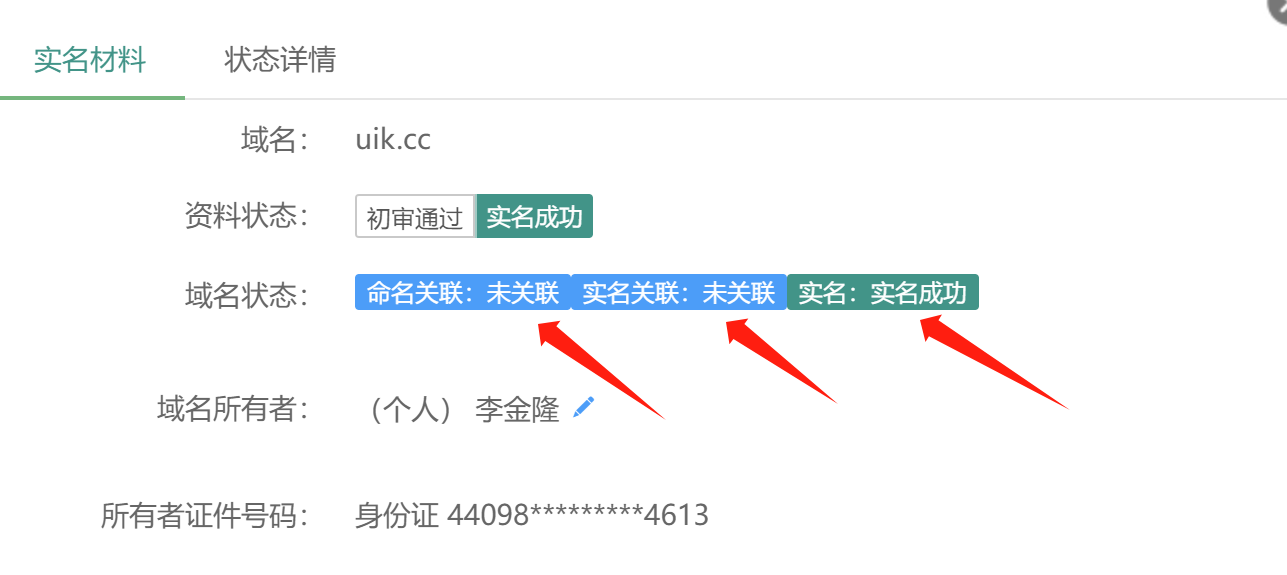 实名材料 状态详情
域名： uik.cc
资料状态： 初审通过 实名成功
域名状态： 命名关联：未关联 实名关联：未关联 实名：实名成功
域名所有者： （个人） 李金隆
所有者证件号码： 身份证 44098*********4613